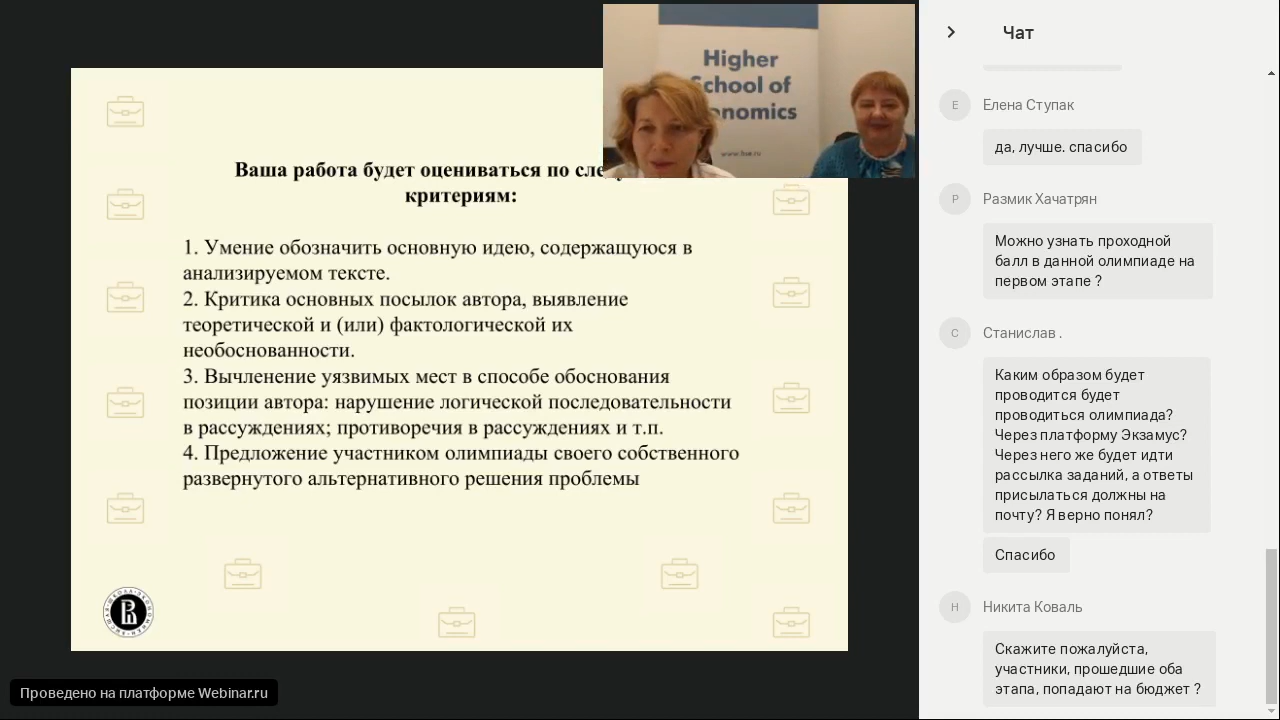 Ваша работа будет оцениваться по
критериям:
1. Умение обозначить основную идею, содержащуюся в
анализируемом тексте.
2. Критика основных посылок автора, выявление
теоретической и (или) фактологической их
необоснованности.
3. Вычленение уязвимых мест в способе обоснования
позиции автора: нарушение логической последовательности
в рассуждениях; противоречия в рассуждениях и т.п.
4. Предложение участником олимпиады своего собственного
развернутого альтернативного решения проблемы
Higher
School of
Economics
www.hse.ru
Проведено на платформе Webinar.ru
Чат
Е
Елена Ступак
да, лучше. спасибо
Р
Размик Хачатрян
Можно узнать проходной
балл в данной олимпиаде на
первом этапе ?
С
Станислав .
Каким образом будет
проводится будет
проводиться олимпиада?
Через платформу Экзамус?
Через него же будет идти
рассылка заданий, а ответы
присылаться должны на
почту? Я верно понял?
Спасибо
Н
Никита Коваль
Скажите пожалуйста,
участники, прошедшие оба
этапа, попадают на бюджет ?